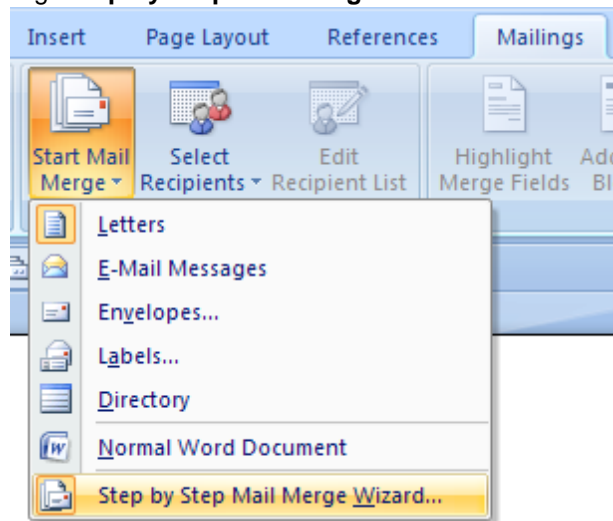 Insert Page Layout References Mailings
Start Mail Merge
Select Recipients
Edit Recipient List
Highlight Merge Fields
Letters
E-Mail Messages
Envelopes...
Labels...
Directory
Normal Word Document
Step by Step Mail Merge Wizard...